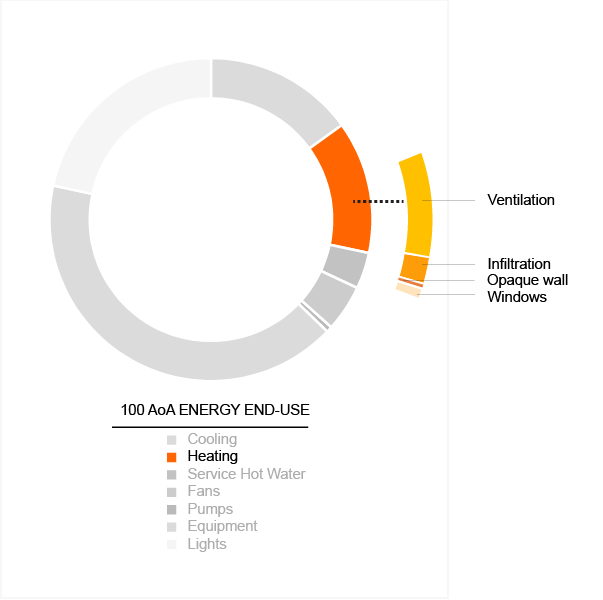 Ventilation
Infiltration
Opaque wall
Windows
100 AoA ENERGY END-USE
Cooling
Heating
Service Hot Water
Fans
Pumps
Equipment
Lights